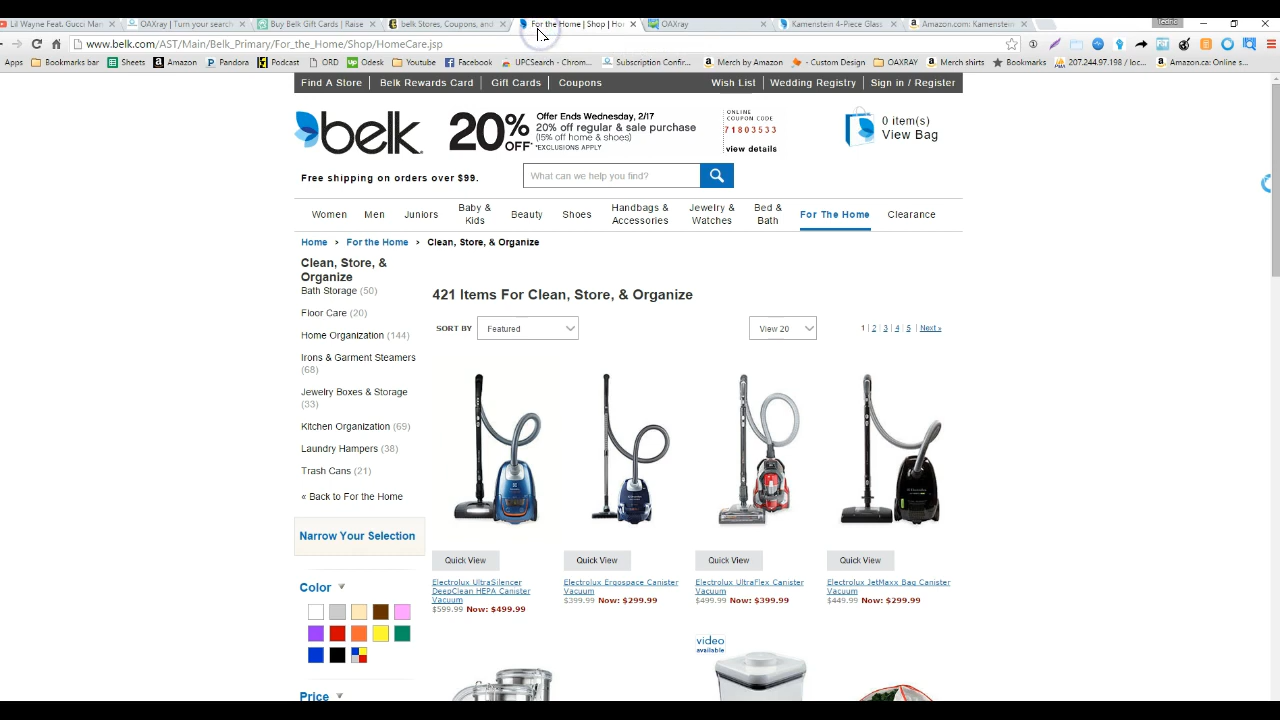 Lil Wayne Feat. Gucci Man
OAXray | Turn your search
Buy Belk Gift Cards | Raise
belk Stores, Coupons, and
For the Home | Shop | Ho
OAXray
Kamenstein 4-Piece Glass
Amazon.com: Kamenstein
www.belk.com/AST/Main/Belk_Primary/For_the_Home/Shop/HomeCare.jsp
Apps Bookmarks bar Sheets Amazon Pandora Podcast ORD Odesk Youtube Facebook UPCSearch - Chrom... Subscription Confir... Merch by Amazon - Custom Design OAXRAY Merch shirts Bookmarks 207.244.97.198 / loc... Amazon.ca: Online s...
Find A Store Belk Rewards Card Gift Cards Coupons Wish List Wedding Registry Sign in / Register
belk
20% OFF*
Offer Ends Wednesday, 2/17
20% off regular & sale purchase
(15% off home & shoes)
*EXCLUSIONS APPLY
ONLINE
COUPON CODE
71803533
view details
0 item(s)
View Bag
Free shipping on orders over $99.
What can we help you find?
Women
Men
Juniors
Baby &
Kids
Beauty
Shoes
Handbags &
Accessories
Jewelry &
Watches
Bed &
Bath
For The Home
Clearance
Home › For the Home › Clean, Store, & Organize
Clean, Store, &
Organize
Bath Storage (50)
Floor Care (20)
Home Organization (144)
Irons & Garment Steamers
(68)
Jewelry Boxes & Storage
(33)
Kitchen Organization (69)
Laundry Hampers (38)
Trash Cans (21)
« Back to For the Home
Narrow Your Selection
Color
Price
421 Items For Clean, Store, & Organize
SORT BY Featured View 20 1 | 2 | 3 | 4 | 5 | Next »
Quick View
Electrolux UltraSilencer
DeepClean HEPA Canister
Vacuum
$599.99 Now: $499.99
Quick View
Electrolux Ergospace Canister
Vacuum
$399.99 Now: $299.99
Quick View
Electrolux UltraFlex Canister
Vacuum
$499.99 Now: $399.99
Quick View
Electrolux JetMaxx Bag Canister
Vacuum
$449.99 Now: $299.99
video
available